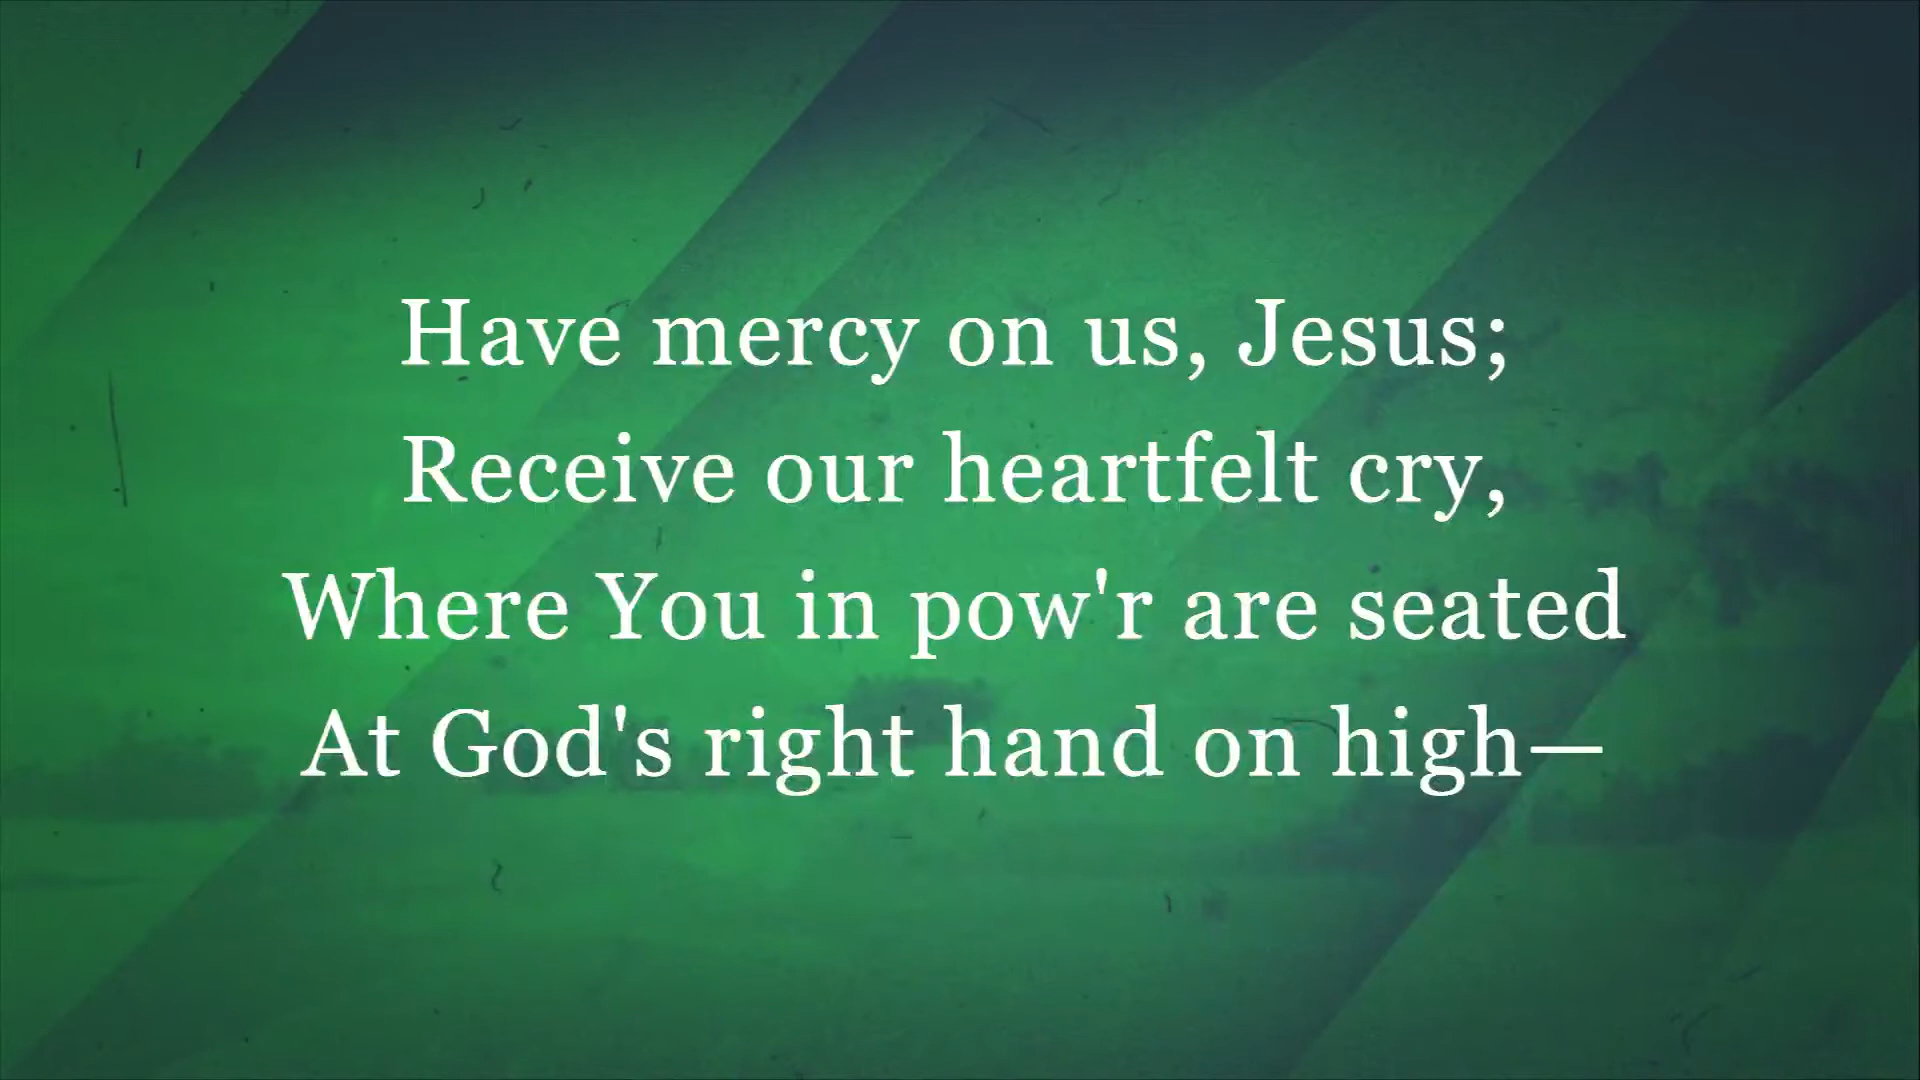 Have mercy on us, Jesus;
Receive our heartfelt cry,
Where You in pow'r are seated
At God's right hand on high—